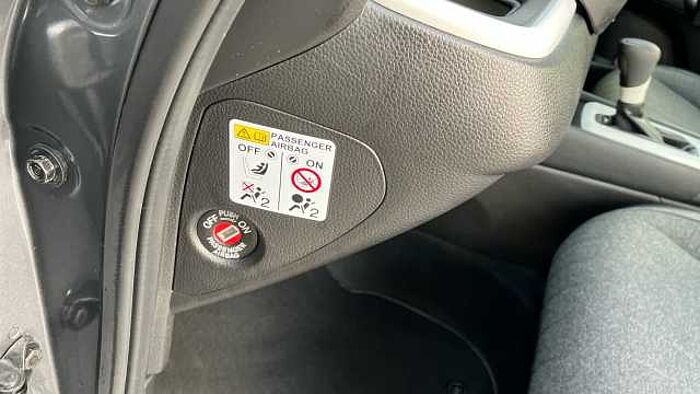 PASSENGER
AIRBAG
OFF ON
2 2
PUSH
OFF ON
PASSENGER
AIRBAG